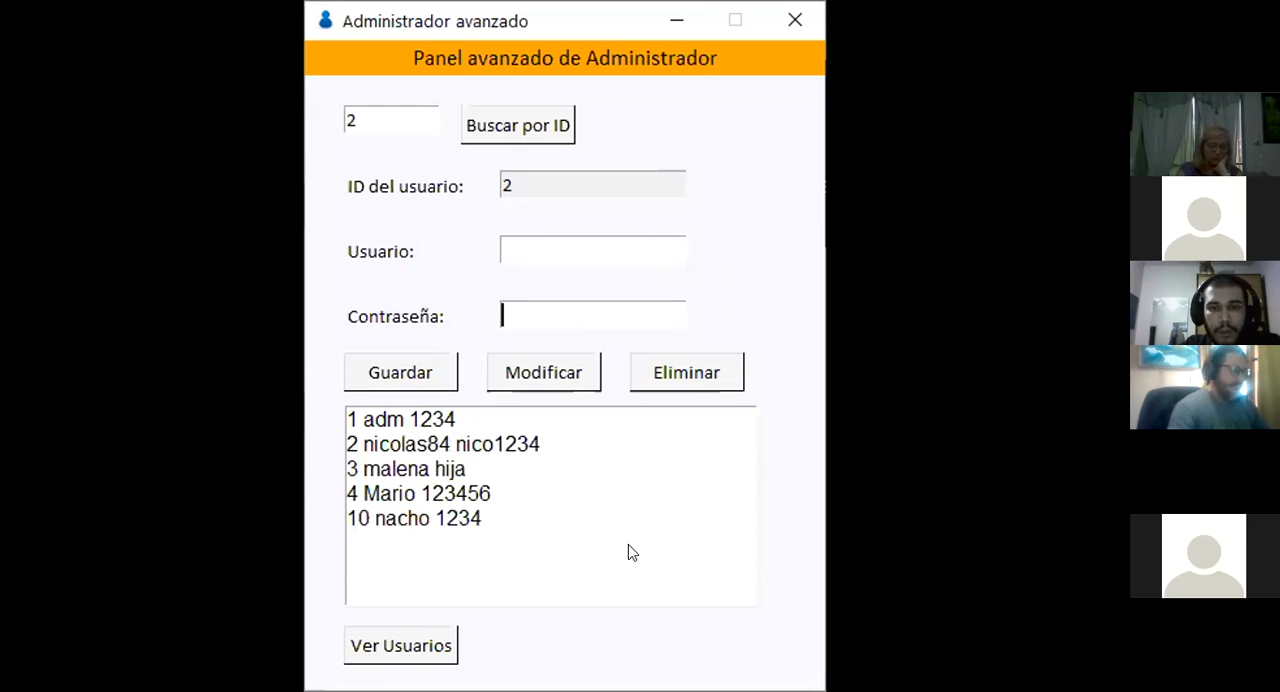 Administrador avanzado
Panel avanzado de Administrador
2
Buscar por ID
ID del usuario:
2
Usuario:
Contraseña:
Guardar
Modificar
Eliminar
1 adm 1234
2 nicolas84 nico1234
3 malena hija
4 Mario 123456
10 nacho 1234
Ver Usuarios